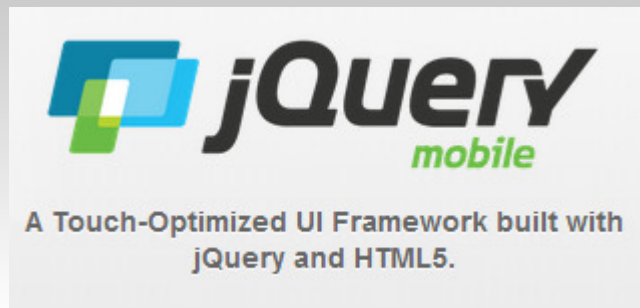 jQuery
mobile
A Touch-Optimized UI Framework built with
jQuery and HTML5.